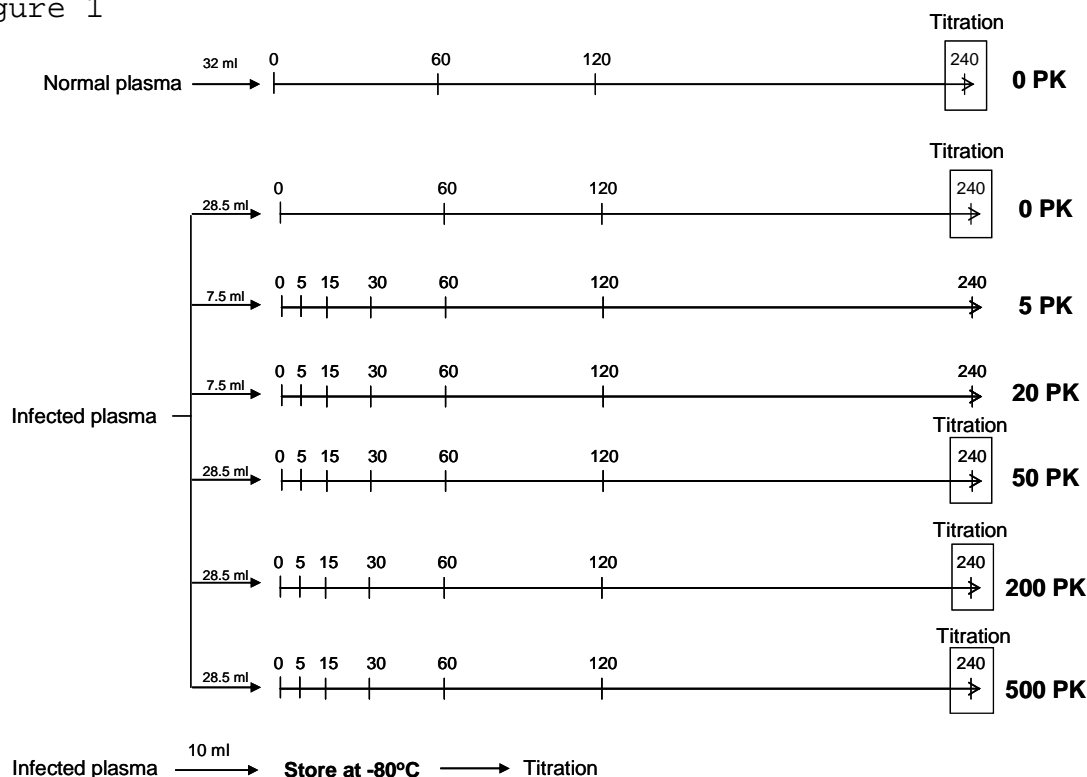 gure 1
Titration
Normal plasma 32 ml 0 60 120 240 0 PK
Titration
28.5 ml 0 60 120 240 0 PK
7.5 ml 0 5 15 30 60 120 240 5 PK
7.5 ml 0 5 15 30 60 120 240 20 PK
Infected plasma
Titration
28.5 ml 0 5 15 30 60 120 240 50 PK
Titration
28.5 ml 0 5 15 30 60 120 240 200 PK
Titration
28.5 ml 0 5 15 30 60 120 240 500 PK
Infected plasma 10 ml Store at -80ºC Titration